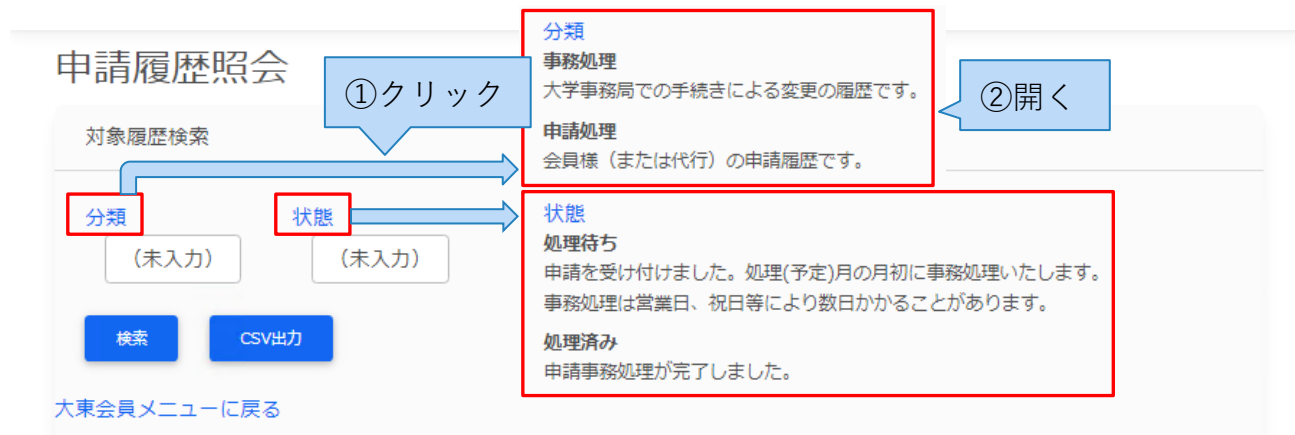 申請履歴照会
①クリック
分類
事務処理
大学事務局での手続きによる変更の履歴です。
申請処理
会員様（または代行）の申請履歴です。
②開く
対象履歴検索
分類
状態
（未入力）
（未入力）
状態
処理待ち
申請を受け付けました。処理(予定)月の月初に事務処理いたします。
事務処理は営業日、祝日等により数日かかることがあります。
処理済み
申請事務処理が完了しました。
検索
CSV出力
大東会員メニューに戻る